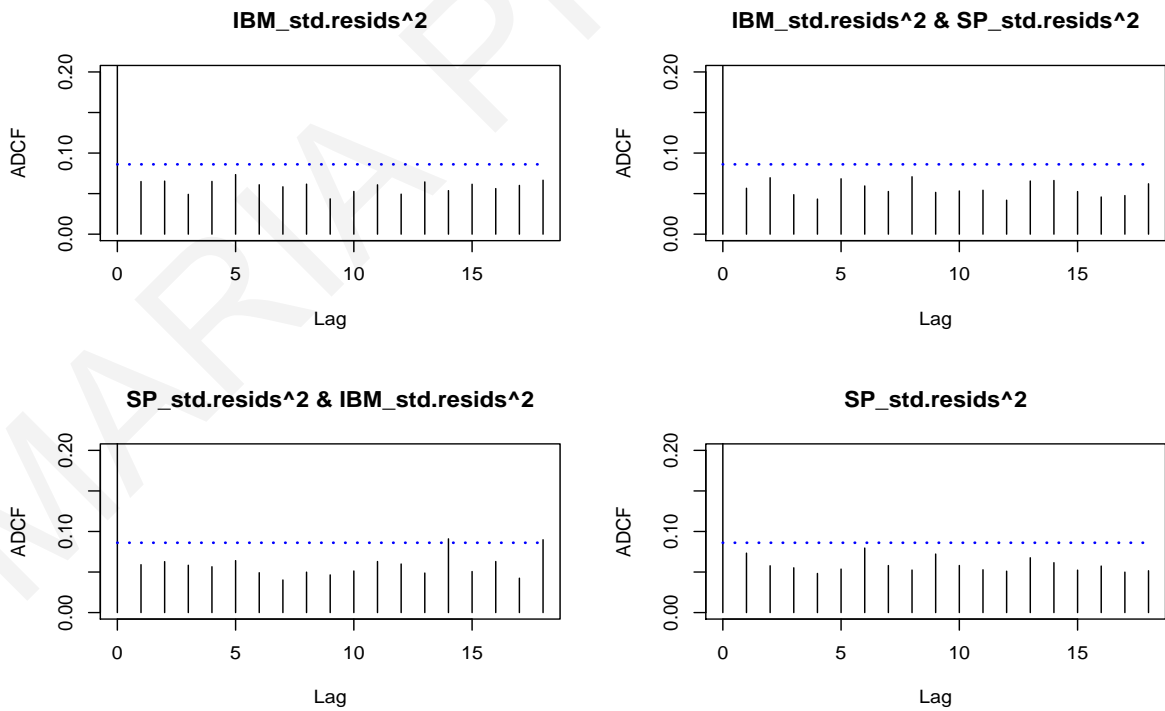 IBM_std.resids^2
IBM_std.resids^2 & SP_std.resids^2
0.20
0.10
0.00
ADCF
0 5 10 15
Lag
0.20
0.10
0.00
ADCF
0 5 10 15
Lag
SP_std.resids^2 & IBM_std.resids^2
SP_std.resids^2
0.20
0.10
0.00
ADCF
0 5 10 15
Lag
0.20
0.10
0.00
ADCF
0 5 10 15
Lag
MARIA